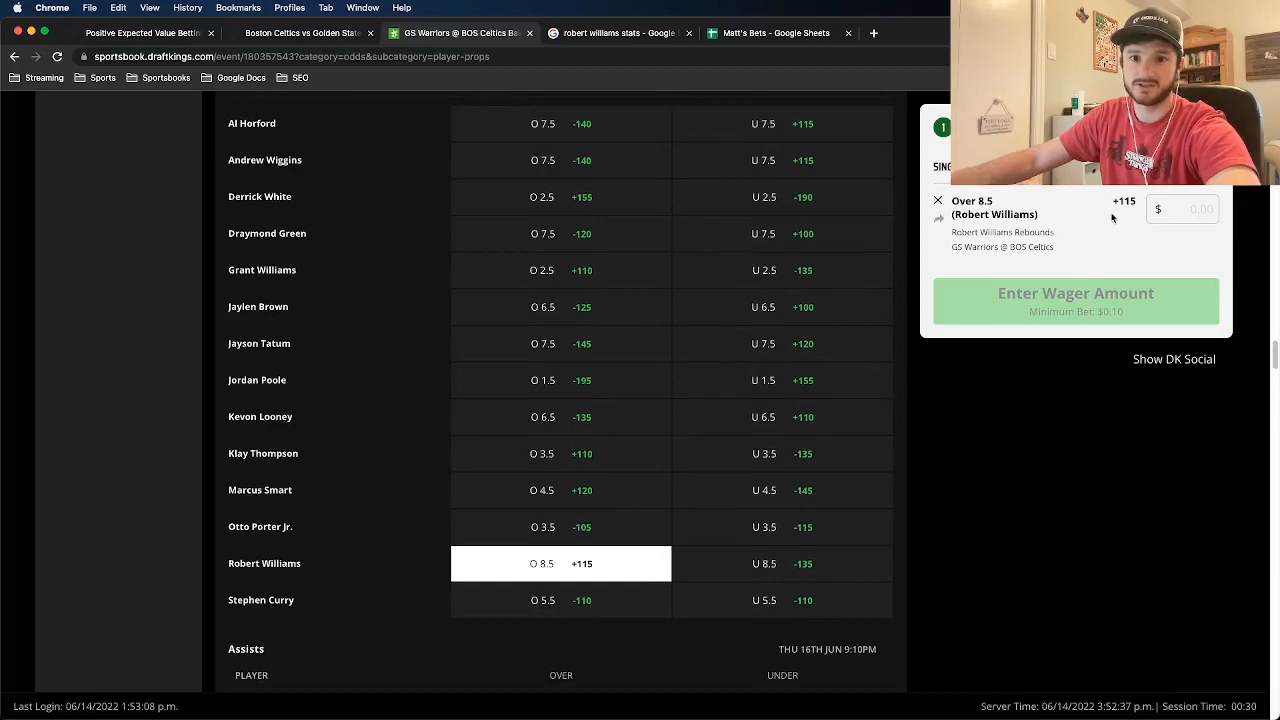 Chrome File Edit View History Bookmarks Profiles Tab Window Help
Positive Expected Value Bettin × Boston Celtics vs Golden State × GS Warriors @ BOS Celtics Be × robert williams stats - Google S × Matt's Beta - Google Sheets × +
sportsbook.draftkings.com/event/180357543?category=odds&subcategory=player-props
Streaming Sports Sportsbooks Google Docs SEO
Al Horford O 7.5 -140 U 7.5 +115
Andrew Wiggins O 7.5 -140 U 7.5 +115
Derrick White O 2.5 +155 U 2.5 -190
Draymond Green O 7.5 -120 U 7.5 +100
Grant Williams O 2.5 +110 U 2.5 -135
Jaylen Brown O 6.5 -125 U 6.5 +100
Jayson Tatum O 7.5 -145 U 7.5 +120
Jordan Poole O 1.5 -195 U 1.5 +155
Kevon Looney O 6.5 -135 U 6.5 +110
Klay Thompson O 3.5 +110 U 3.5 -135
Marcus Smart O 4.5 +120 U 4.5 -145
Otto Porter Jr. O 3.5 -105 U 3.5 -115
Robert Williams O 8.5 +115 U 8.5 -135
Stephen Curry O 5.5 -110 U 5.5 -110
Assists THU 16TH JUN 9:10PM
PLAYER OVER UNDER
ODDSJAM
STRANGER THINGS
1
SING
Over 8.5 +115 $ 0.00
(Robert Williams)
Robert Williams Rebounds
GS Warriors @ BOS Celtics
Enter Wager Amount
Minimum Bet: $0.10
Show DK Social
Last Login: 06/14/2022 1:53:08 p.m. Server Time: 06/14/2022 3:52:37 p.m.| Session Time: 00:30